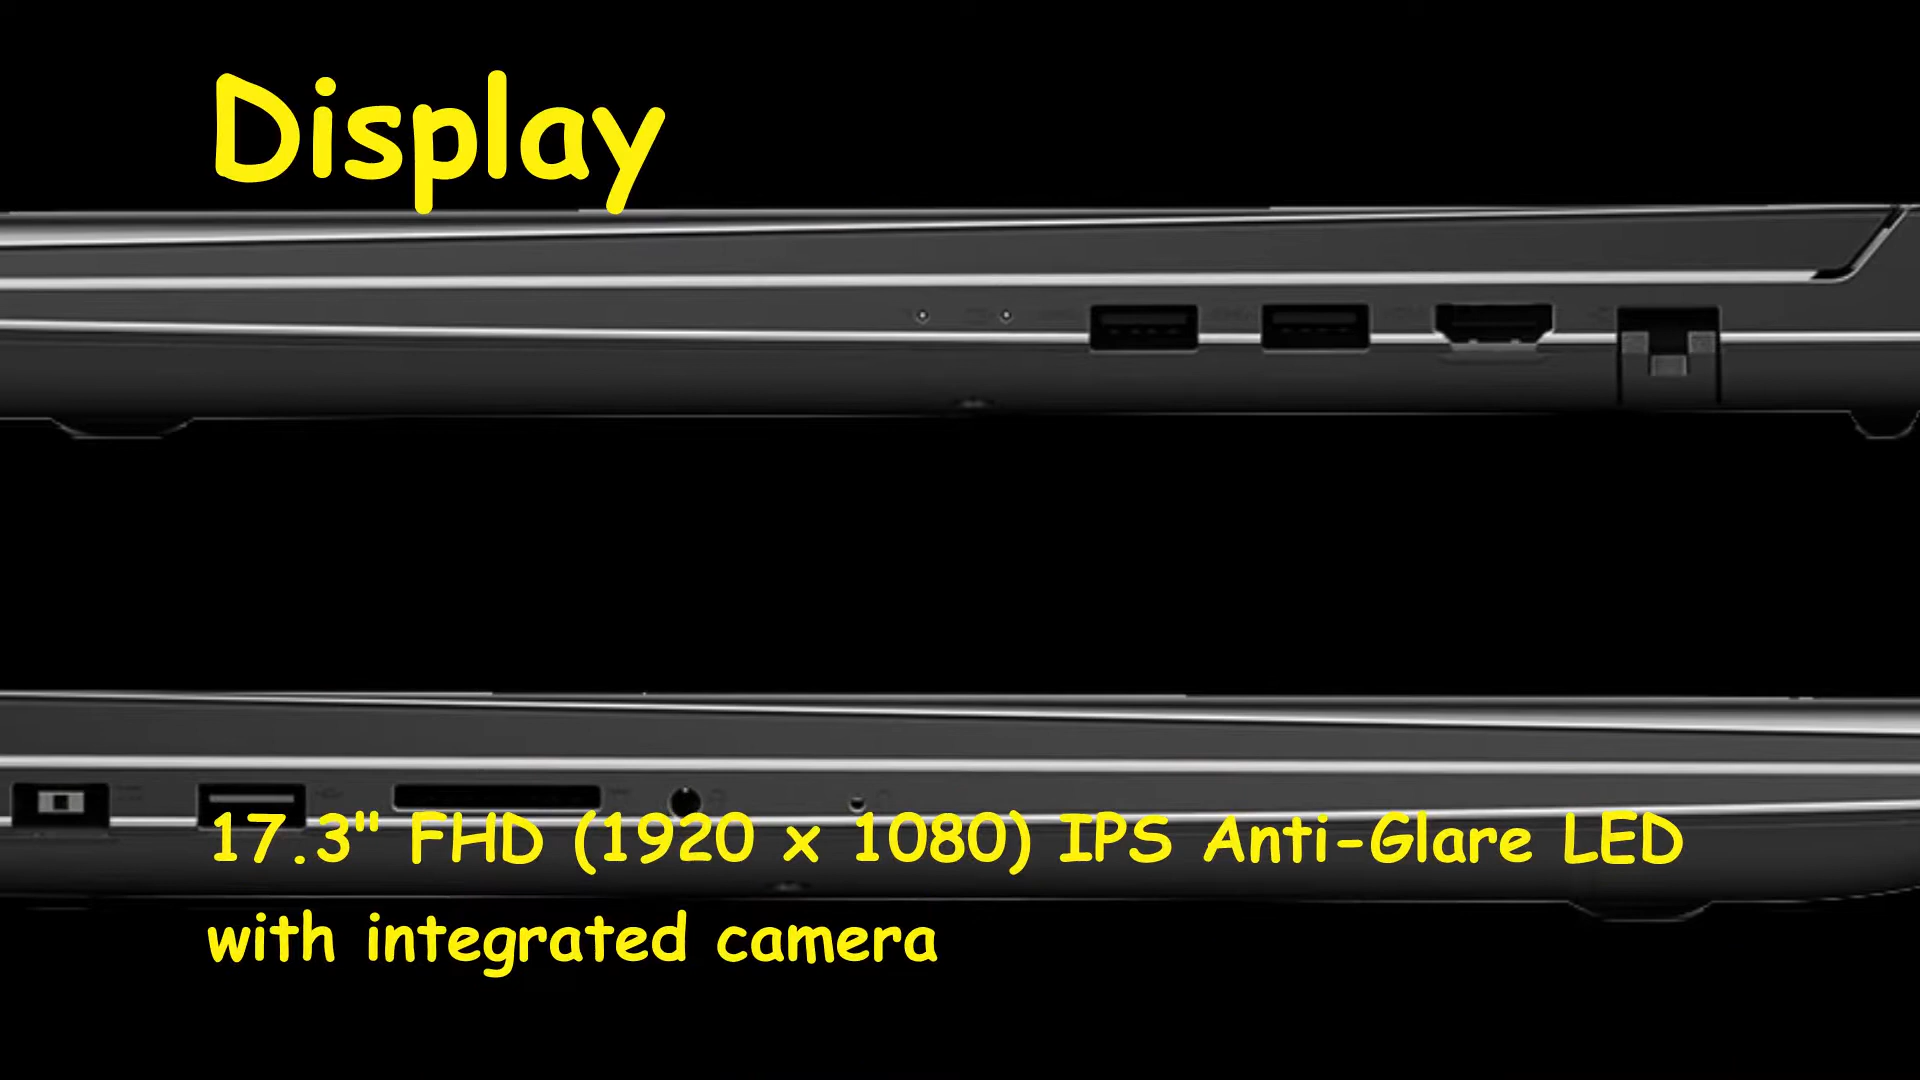 Display
17.3" FHD (1920 x 1080) IPS Anti-Glare LED
with integrated camera